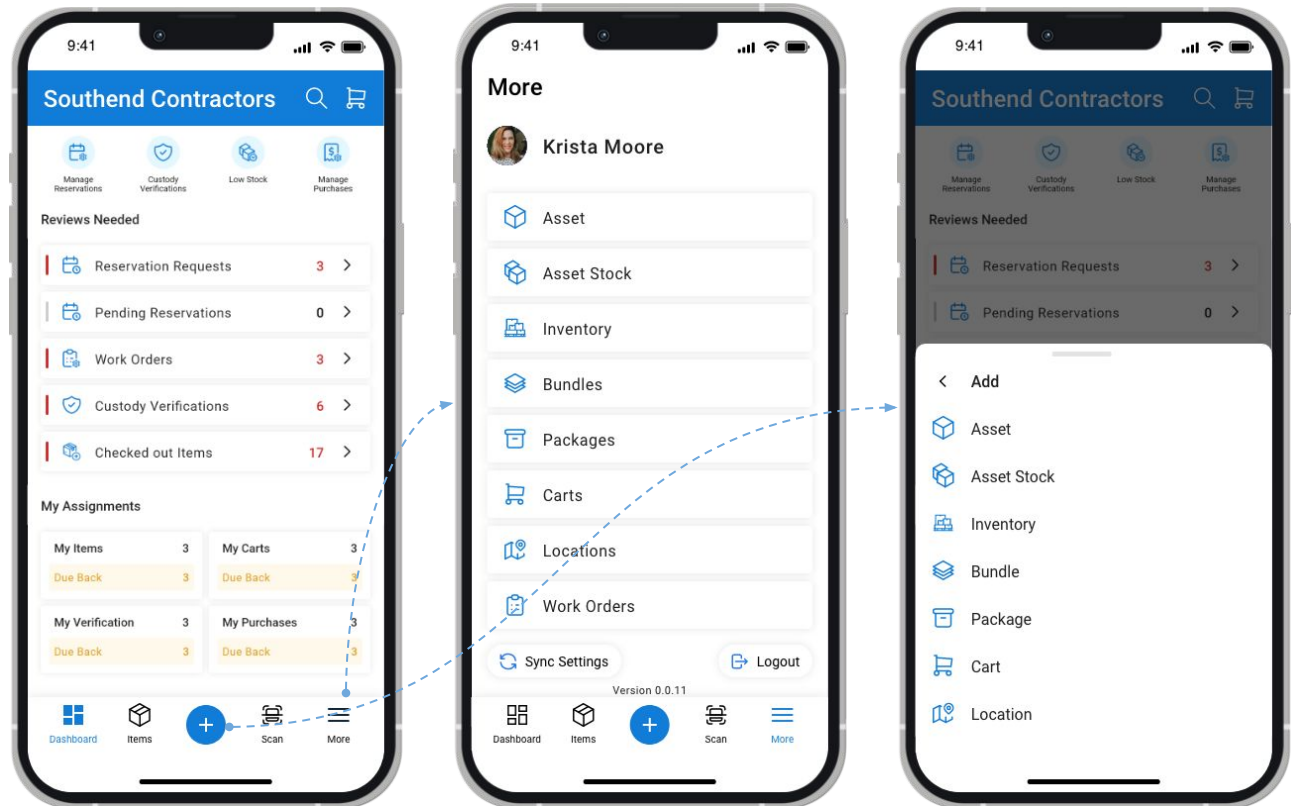 9:41
Southend Contractors
Manage Reservations
Custody Verifications
Low Stock
Manage Purchases
Reviews Needed
Reservation Requests 3
Pending Reservations 0
Work Orders 3
Custody Verifications 6
Checked out Items 17
My Assignments
My Items 3
Due Back 3
My Carts 3
Due Back 3
My Verification 3
Due Back 3
My Purchases 3
Due Back 3
Dashboard
Items
Scan
More
9:41
More
Krista Moore
Asset
Asset Stock
Inventory
Bundles
Packages
Carts
Locations
Work Orders
Sync Settings
Logout
Version 0.0.11
Dashboard
Items
Scan
More
9:41
Southend Contractors
Manage Reservations
Custody Verifications
Low Stock
Manage Purchases
Reviews Needed
Reservation Requests 3
Pending Reservations 0
Add
Asset
Asset Stock
Inventory
Bundle
Package
Cart
Location